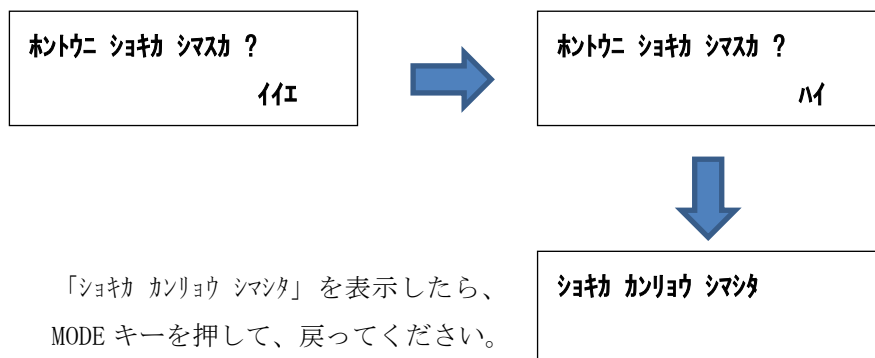 ﾎﾝﾄｳﾆ ｼｮｷｶ ｼﾏｽｶ ?
ｲｲｴ
ﾎﾝﾄｳﾆ ｼｮｷｶ ｼﾏｽｶ ?
ﾊｲ
｢ｼｮｷｶ ｶﾝﾘｮｳ ｼﾏｼﾀ」を表示したら、
MODE キーを押して、戻ってください。
ｼｮｷｶ ｶﾝﾘｮｳ ｼﾏｼﾀ